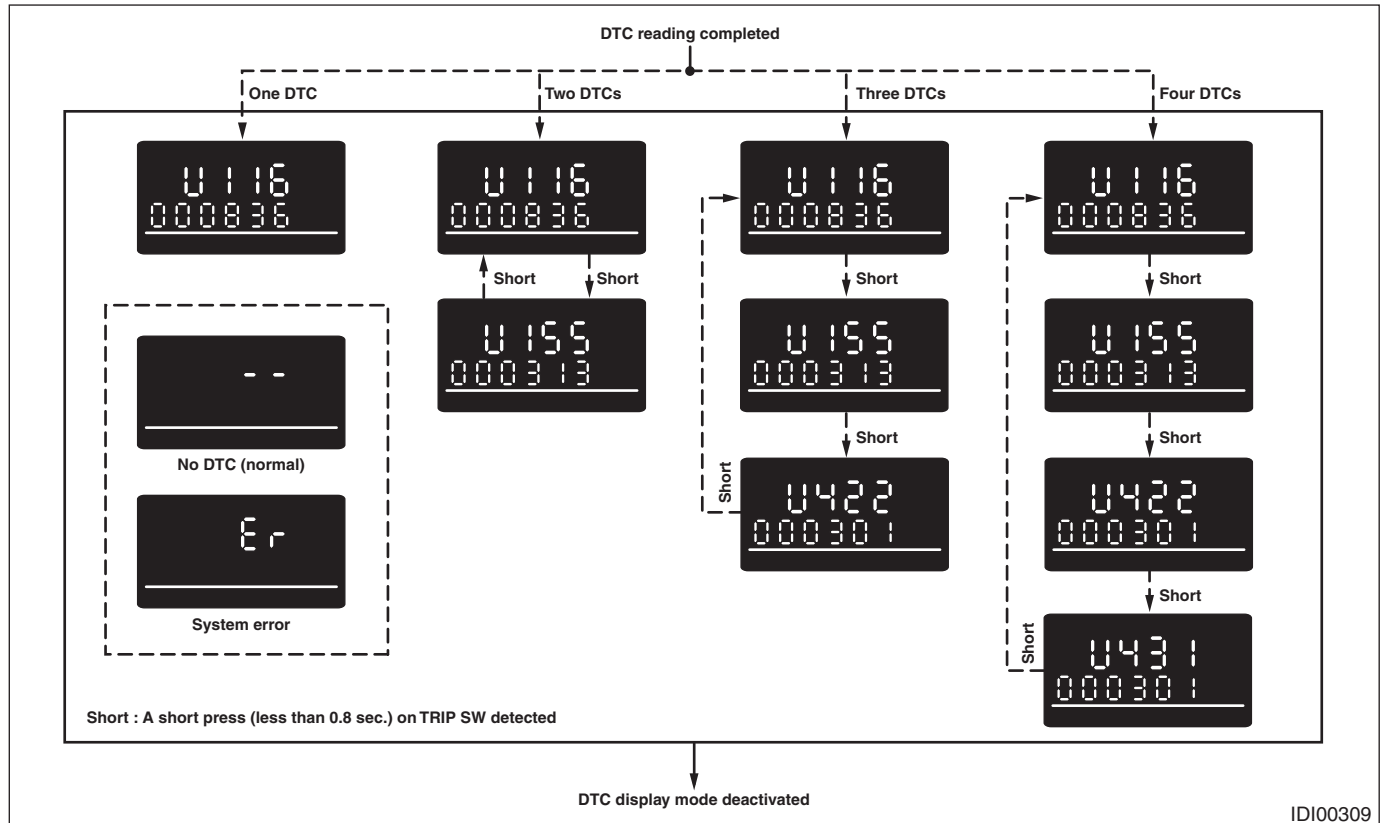 DTC reading completed
One DTC
Two DTCs
Three DTCs
Four DTCs
U116
000836
U116
000836
U116
000836
U116
000836
Short
Short
Short
Short
U155
000313
U155
000313
U155
000313
- -
No DTC (normal)
Short
Short
Short
U422
000301
U422
000301
Er
System error
Short
Short
U431
000301
Short : A short press (less than 0.8 sec.) on TRIP SW detected
DTC display mode deactivated
IDI00309